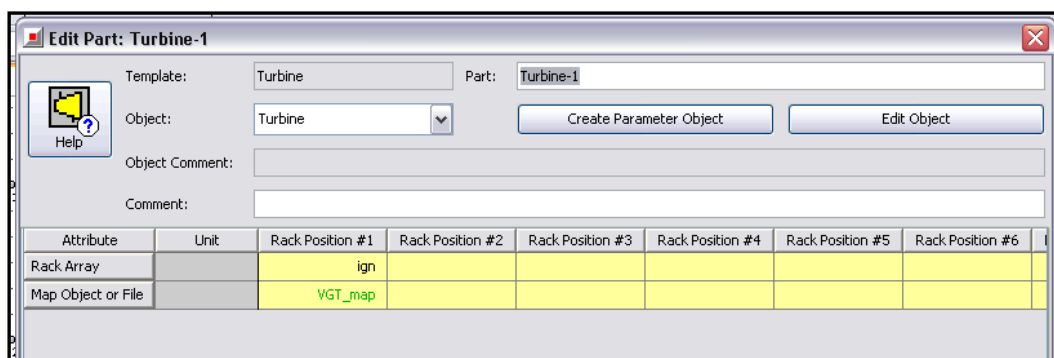 Edit Part: Turbine-1
Template: Turbine Part: Turbine-1
Help
Object: Turbine Create Parameter Object Edit Object
Object Comment:
Comment:
Attribute Unit Rack Position #1 Rack Position #2 Rack Position #3 Rack Position #4 Rack Position #5 Rack Position #6
Rack Array ign
Map Object or File VGT_map